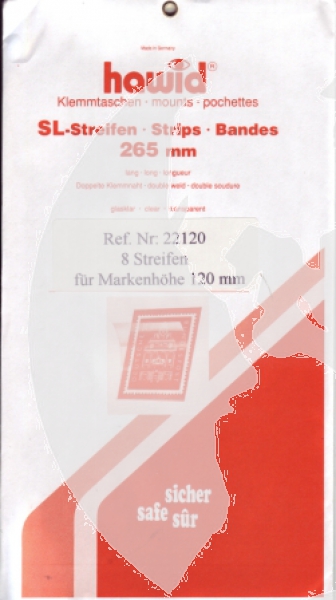 Made in Germany
hawid®
Klemmtaschen · mounts · pochettes
SL-Streifen · Strips · Bandes
265 mm
lang · long · longueur
Doppelte Klemmnaht · double weld · double soudure
glasklar · clear · transparent
Ref. Nr: 22120
8 Streifen
für Markenhöhe 120 mm
sicher
safe sûr